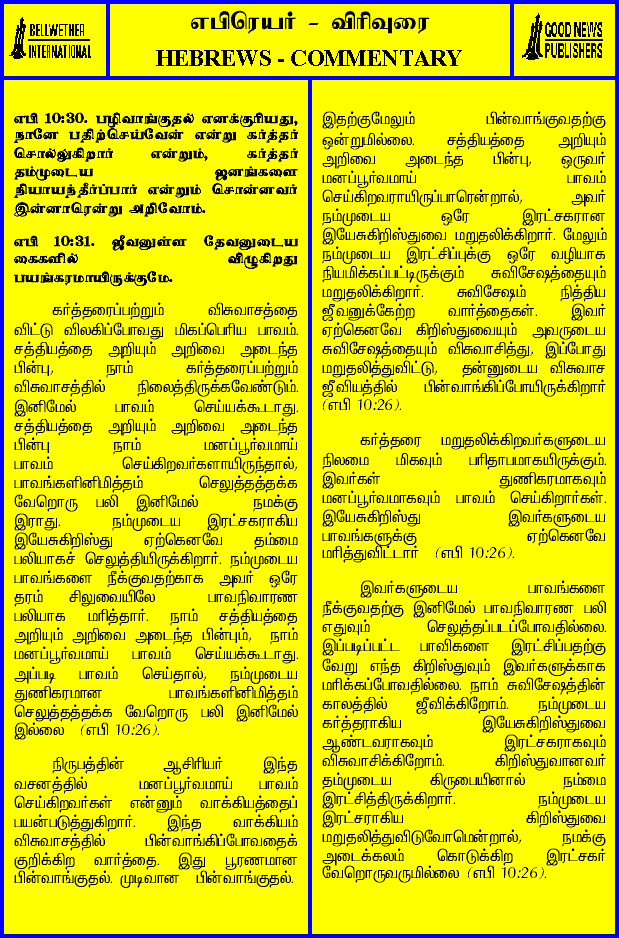 BELLWETHER
INTERNATIONAL
எபிரெயர் - விரிவுரை
HEBREWS - COMMENTARY
GOOD NEWS
PUBLISHERS
எபி 10:30. பழிவாங்குதல் எனக்குரியது,
நானே பதிற்செய்வேன் என்று கர்த்தர்
சொல்லுகிறார் என்றும், கர்த்தர்
தம்முடைய ஜனங்களை
நியாயந்தீர்ப்பார் என்றும் சொன்னவர்
இன்னாரென்று அறிவோம்.
எபி 10:31. ஜீவனுள்ள தேவனுடைய
கைகளில் விழுகிறது
பயங்கரமாயிருக்குமே.
கர்த்தரைப்பற்றும் விசுவாசத்தை
விட்டு விலகிப்போவது மிகப்பெரிய பாவம்.
சத்தியத்தை அறியும் அறிவை அடைந்த
பின்பு, நாம் கர்த்தரைப்பற்றும்
விசுவாசத்தில் நிலைத்திருக்கவேண்டும்.
இனிமேல் பாவம் செய்யக்கூடாது.
சத்தியத்தை அறியும் அறிவை அடைந்த
பின்பு நாம் மனப்பூர்வமாய்
பாவம் செய்கிறவர்களாயிருந்தால்,
பாவங்களினிமித்தம் செலுத்தத்தக்க
வேறொரு பலி இனிமேல் நமக்கு
இராது. நம்முடைய இரட்சகராகிய
இயேசுகிறிஸ்து ஏற்கெனவே தம்மை
பலியாகச் செலுத்தியிருக்கிறார். நம்முடைய
பாவங்களை நீக்குவதற்காக அவர் ஒரே
தரம் சிலுவையிலே பாவநிவாரண
பலியாக மரித்தார். நாம் சத்தியத்தை
அறியும் அறிவை அடைந்த பின்பும், நாம்
மனப்பூர்வமாய் பாவம் செய்யக்கூடாது.
அப்படி பாவம் செய்தால், நம்முடைய
துணிகரமான பாவங்களினிமித்தம்
செலுத்தத்தக்க வேறொரு பலி இனிமேல்
இல்லை (எபி 10:26).
நிருபத்தின் ஆசிரியர் இந்த
வசனத்தில் மனப்பூர்வமாய் பாவம்
செய்கிறவர்கள் என்னும் வாக்கியத்தைப்
பயன்படுத்துகிறார். இந்த வாக்கியம்
விசுவாசத்தில் பின்வாங்கிப்போவதைக்
குறிக்கிற வார்த்தை. இது பூரணமான
பின்வாங்குதல். முடிவான பின்வாங்குதல்.
இதற்குமேலும் பின்வாங்குவதற்கு
ஒன்றுமில்லை. சத்தியத்தை அறியும்
அறிவை அடைந்த பின்பு, ஒருவர்
மனப்பூர்வமாய் பாவம்
செய்கிறவராயிருப்பாரென்றால், அவர்
நம்முடைய ஒரே இரட்சகரான
இயேசுகிறிஸ்துவை மறுதலிக்கிறார். மேலும்
நம்முடைய இரட்சிப்புக்கு ஒரே வழியாக
நியமிக்கப்பட்டிருக்கும் சுவிசேஷத்தையும்
மறுதலிக்கிறார். சுவிசேஷம் நித்திய
ஜீவனுக்கேற்ற வார்த்தைகள். இவர்
ஏற்கெனவே கிறிஸ்துவையும் அவருடைய
சுவிசேஷத்தையும் விசுவாசித்து, இப்போது
மறுதலித்துவிட்டு, தன்னுடைய விசுவாச
ஜீவியத்தில் பின்வாங்கிப்போயிருக்கிறார்
(எபி 10:26).
கர்த்தரை மறுதலிக்கிறவர்களுடைய
நிலமை மிகவும் பரிதாபமாகயிருக்கும்.
இவர்கள் துணிகரமாகவும்
மனப்பூர்வமாகவும் பாவம் செய்கிறார்கள்.
இயேசுகிறிஸ்து இவர்களுடைய
பாவங்களுக்கு ஏற்கெனவே
மரித்துவிட்டார் (எபி 10:26).
இவர்களுடைய பாவங்களை
நீக்குவதற்கு இனிமேல் பாவநிவாரண பலி
எதுவும் செலுத்தப்படப்போவதில்லை.
இப்படிப்பட்ட பாவிகளை இரட்சிப்பதற்கு
வேறு எந்த கிறிஸ்துவும் இவர்களுக்காக
மரிக்கப்போவதில்லை. நாம் சுவிசேஷத்தின்
காலத்தில் ஜீவிக்கிறோம். நம்முடைய
கர்த்தராகிய இயேசுகிறிஸ்துவை
ஆண்டவராகவும் இரட்சகராகவும்
விசுவாசிக்கிறோம். கிறிஸ்துவானவர்
தம்முடைய கிருபையினால் நம்மை
இரட்சித்திருக்கிறார். நம்முடைய
இரட்சராகிய கிறிஸ்துவை
மறுதலித்துவிடுவோமென்றால், நமக்கு
அடைக்கலம் கொடுக்கிற இரட்சகர்
வேறொருவருமில்லை (எபி 10:26).